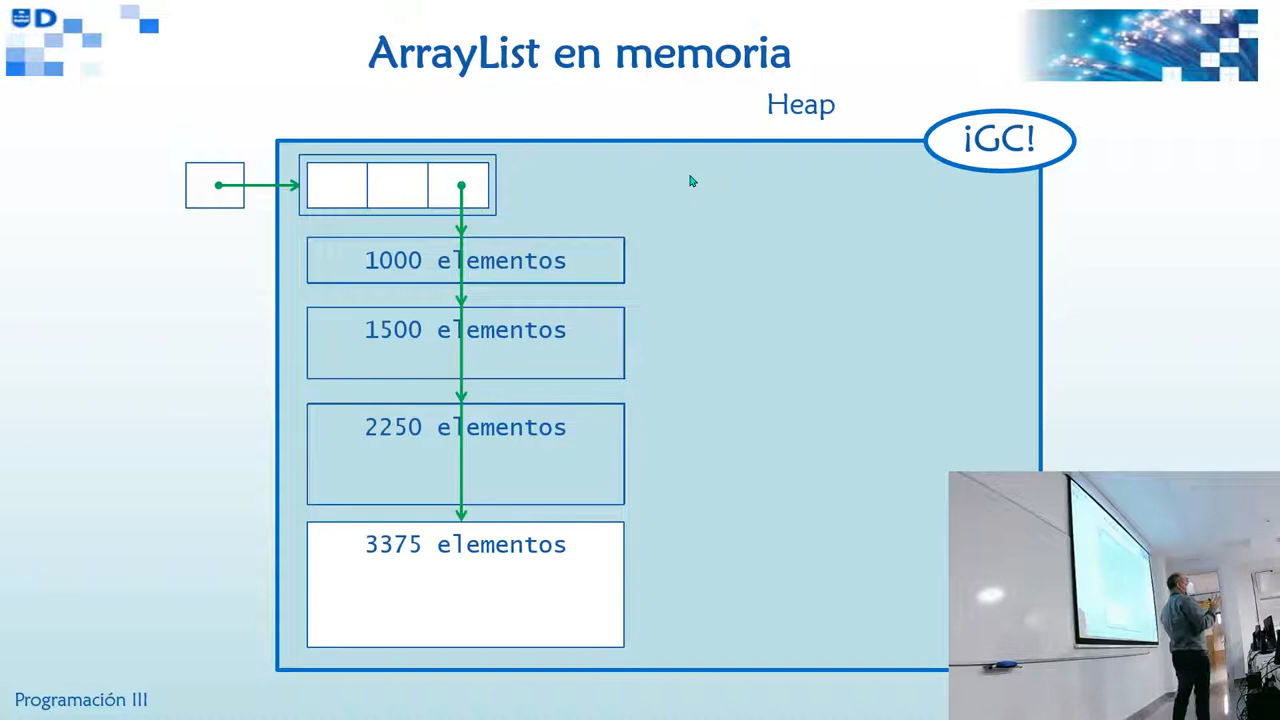 D
ArrayList en memoria
Heap
¡GC!
1000 elementos
1500 elementos
2250 elementos
3375 elementos
Programación III